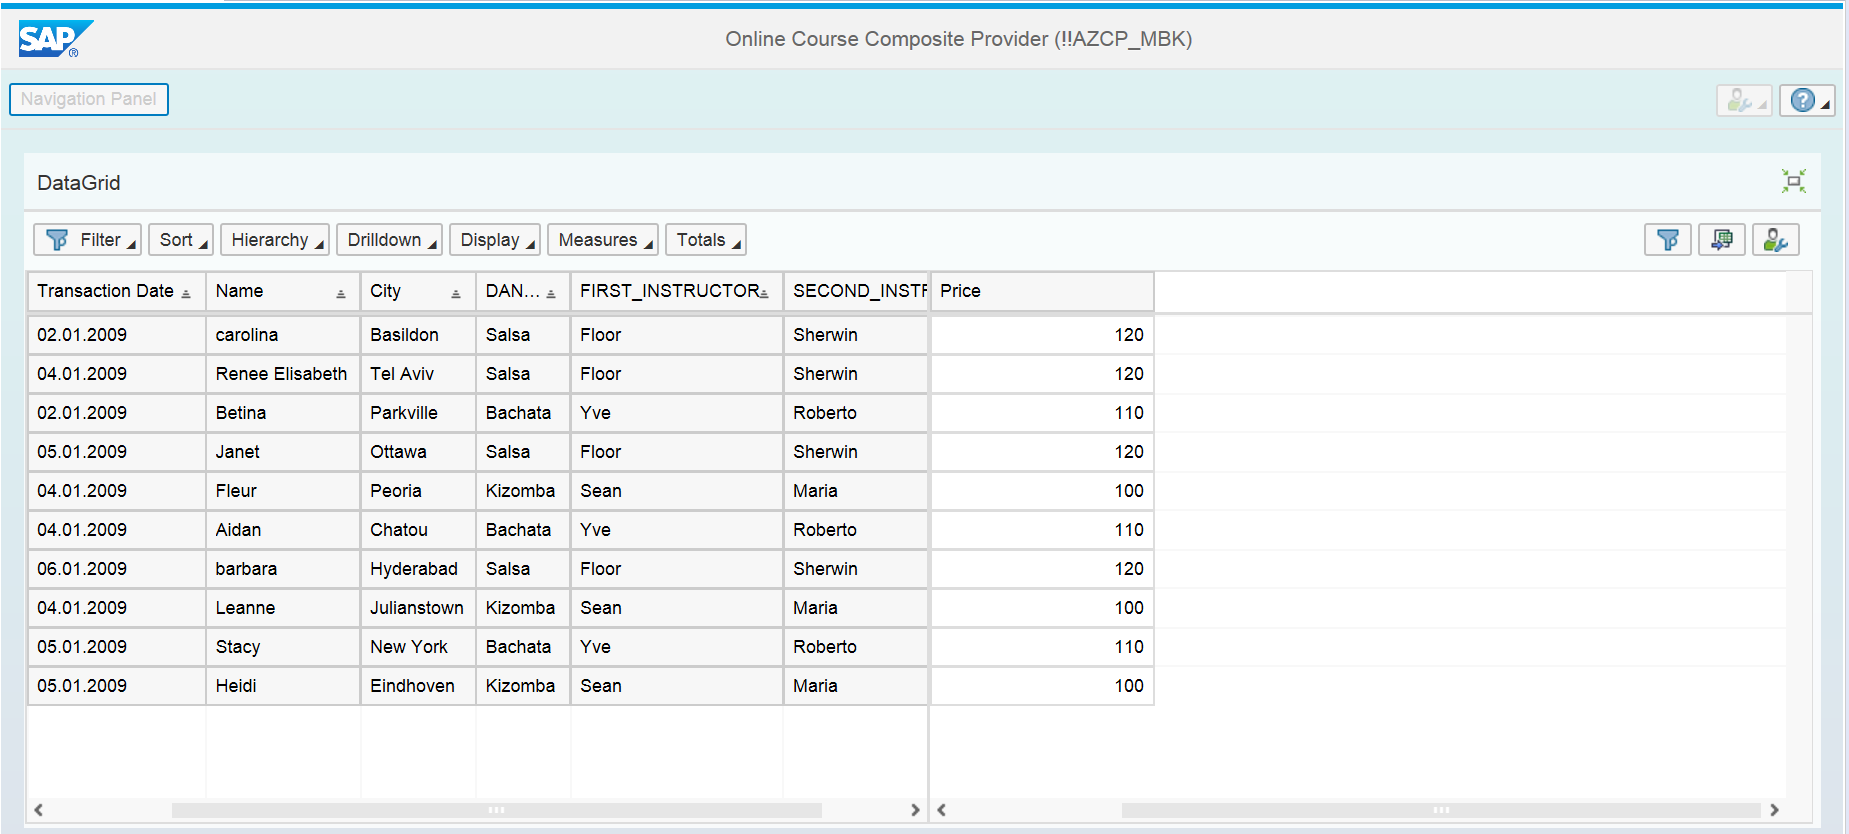 SAP®
Online Course Composite Provider (!!AZCP_MBK)
Navigation Panel
DataGrid
Filter Sort Hierarchy Drilldown Display Measures Totals
Transaction Date Name City DAN... FIRST_INSTRUCTOR SECOND_INSTR Price
02.01.2009 carolina Basildon Salsa Floor Sherwin 120
04.01.2009 Renee Elisabeth Tel Aviv Salsa Floor Sherwin 120
02.01.2009 Betina Parkville Bachata Yve Roberto 110
05.01.2009 Janet Ottawa Salsa Floor Sherwin 120
04.01.2009 Fleur Peoria Kizomba Sean Maria 100
04.01.2009 Aidan Chatou Bachata Yve Roberto 110
06.01.2009 barbara Hyderabad Salsa Floor Sherwin 120
04.01.2009 Leanne Julianstown Kizomba Sean Maria 100
05.01.2009 Stacy New York Bachata Yve Roberto 110
05.01.2009 Heidi Eindhoven Kizomba Sean Maria 100